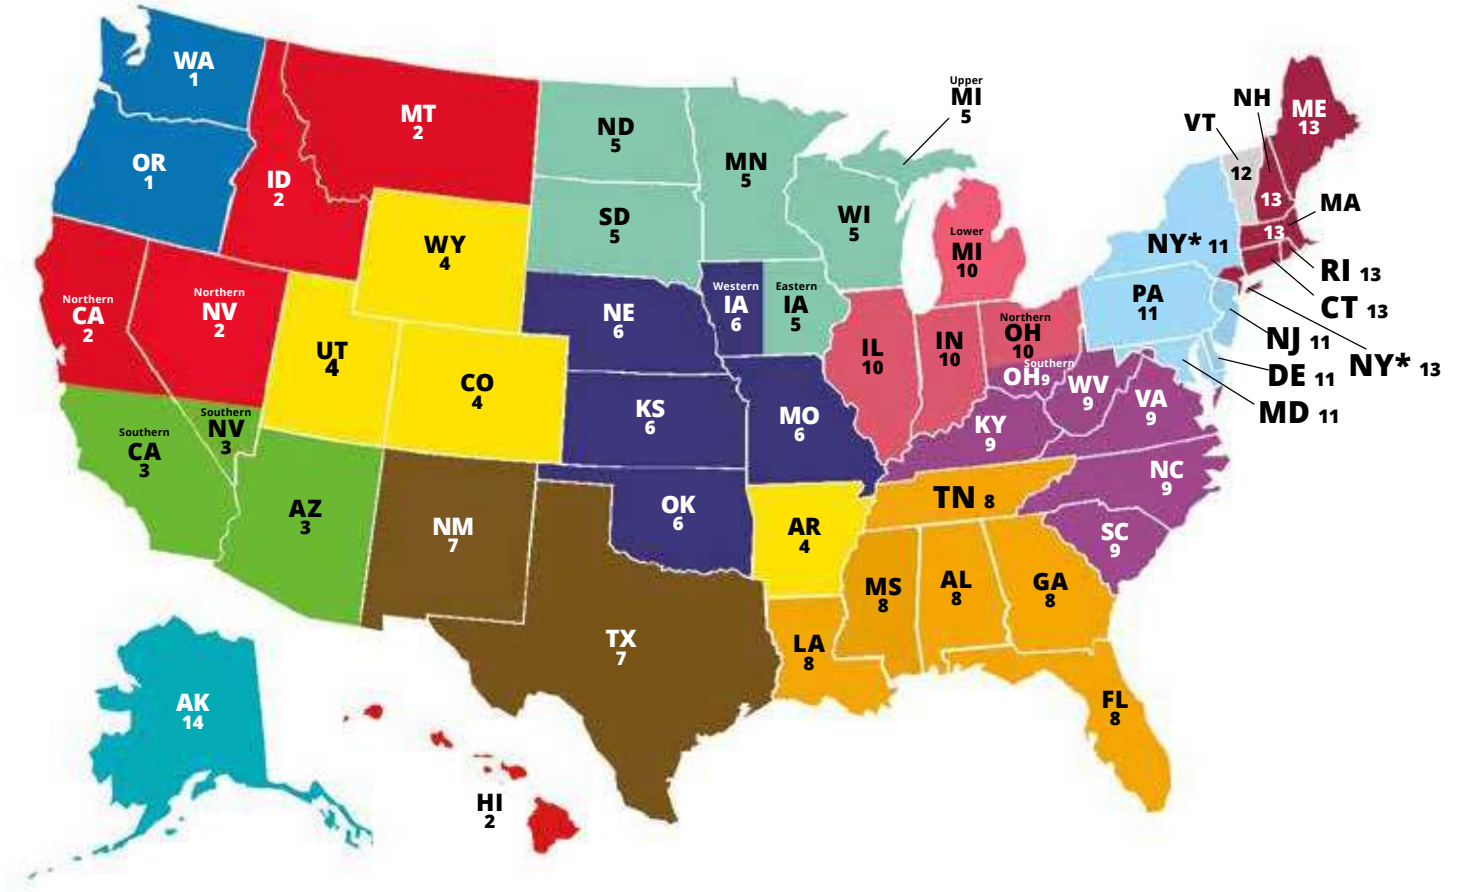 WA
1
OR
1
ID
2
MT
2
WY
4
Northern
CA
2
Northern
NV
2
Southern
CA
3
Southern
NV
3
UT
4
CO
4
AZ
3
NM
7
ND
5
SD
5
NE
6
KS
6
OK
6
TX
7
MN
5
WI
5
Upper
MI
5
Lower
MI
10
Western
IA
6
Eastern
IA
5
MO
6
AR
4
LA
8
IL
10
IN
10
Northern
OH
10
Southern
OH9
KY
9
WV
9
VA
9
NC
9
SC
9
TN 8
MS
8
AL
8
GA
8
FL
8
PA
11
NY* 11
VT
12
NH
13
ME
13
MA
13
RI 13
CT 13
NJ 11
NY* 13
DE 11
MD 11
AK
14
HI
2